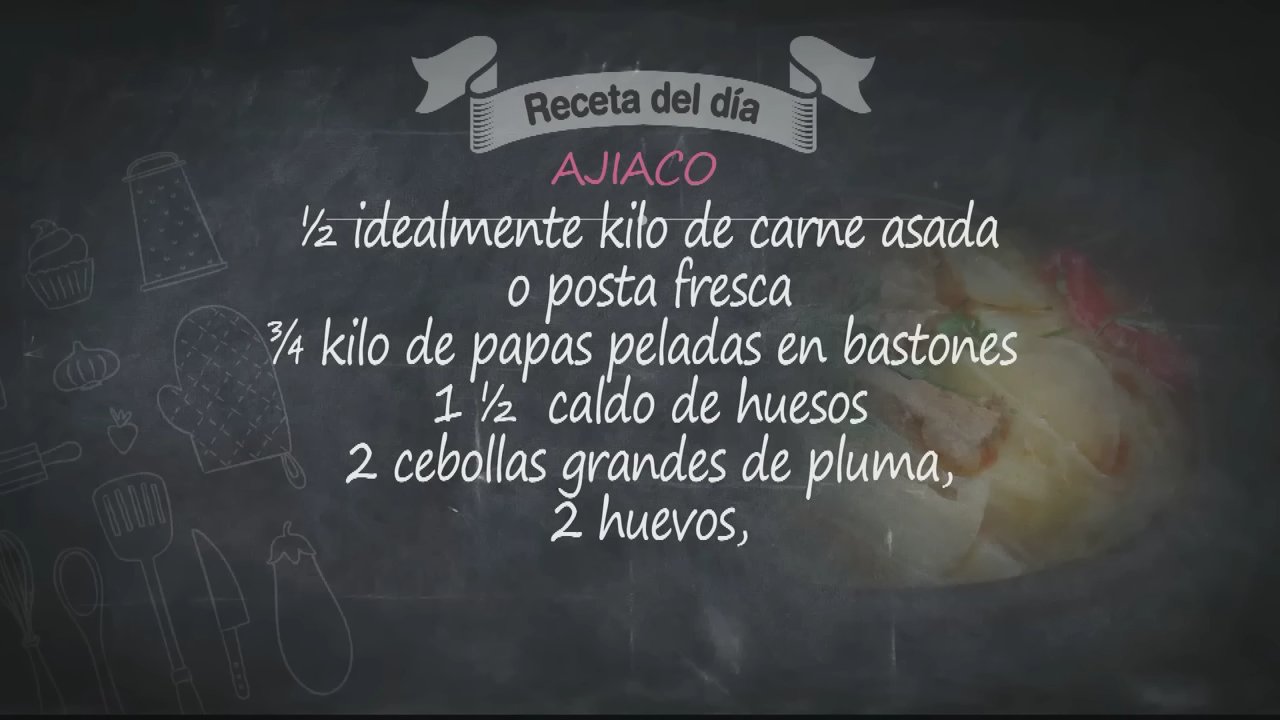 Receta del día
AJIACO
½ idealmente kilo de carne asada
o posta fresca
¾ kilo de papas peladas en bastones
1 ½ caldo de huesos
2 cebollas grandes de pluma,
2 huevos,